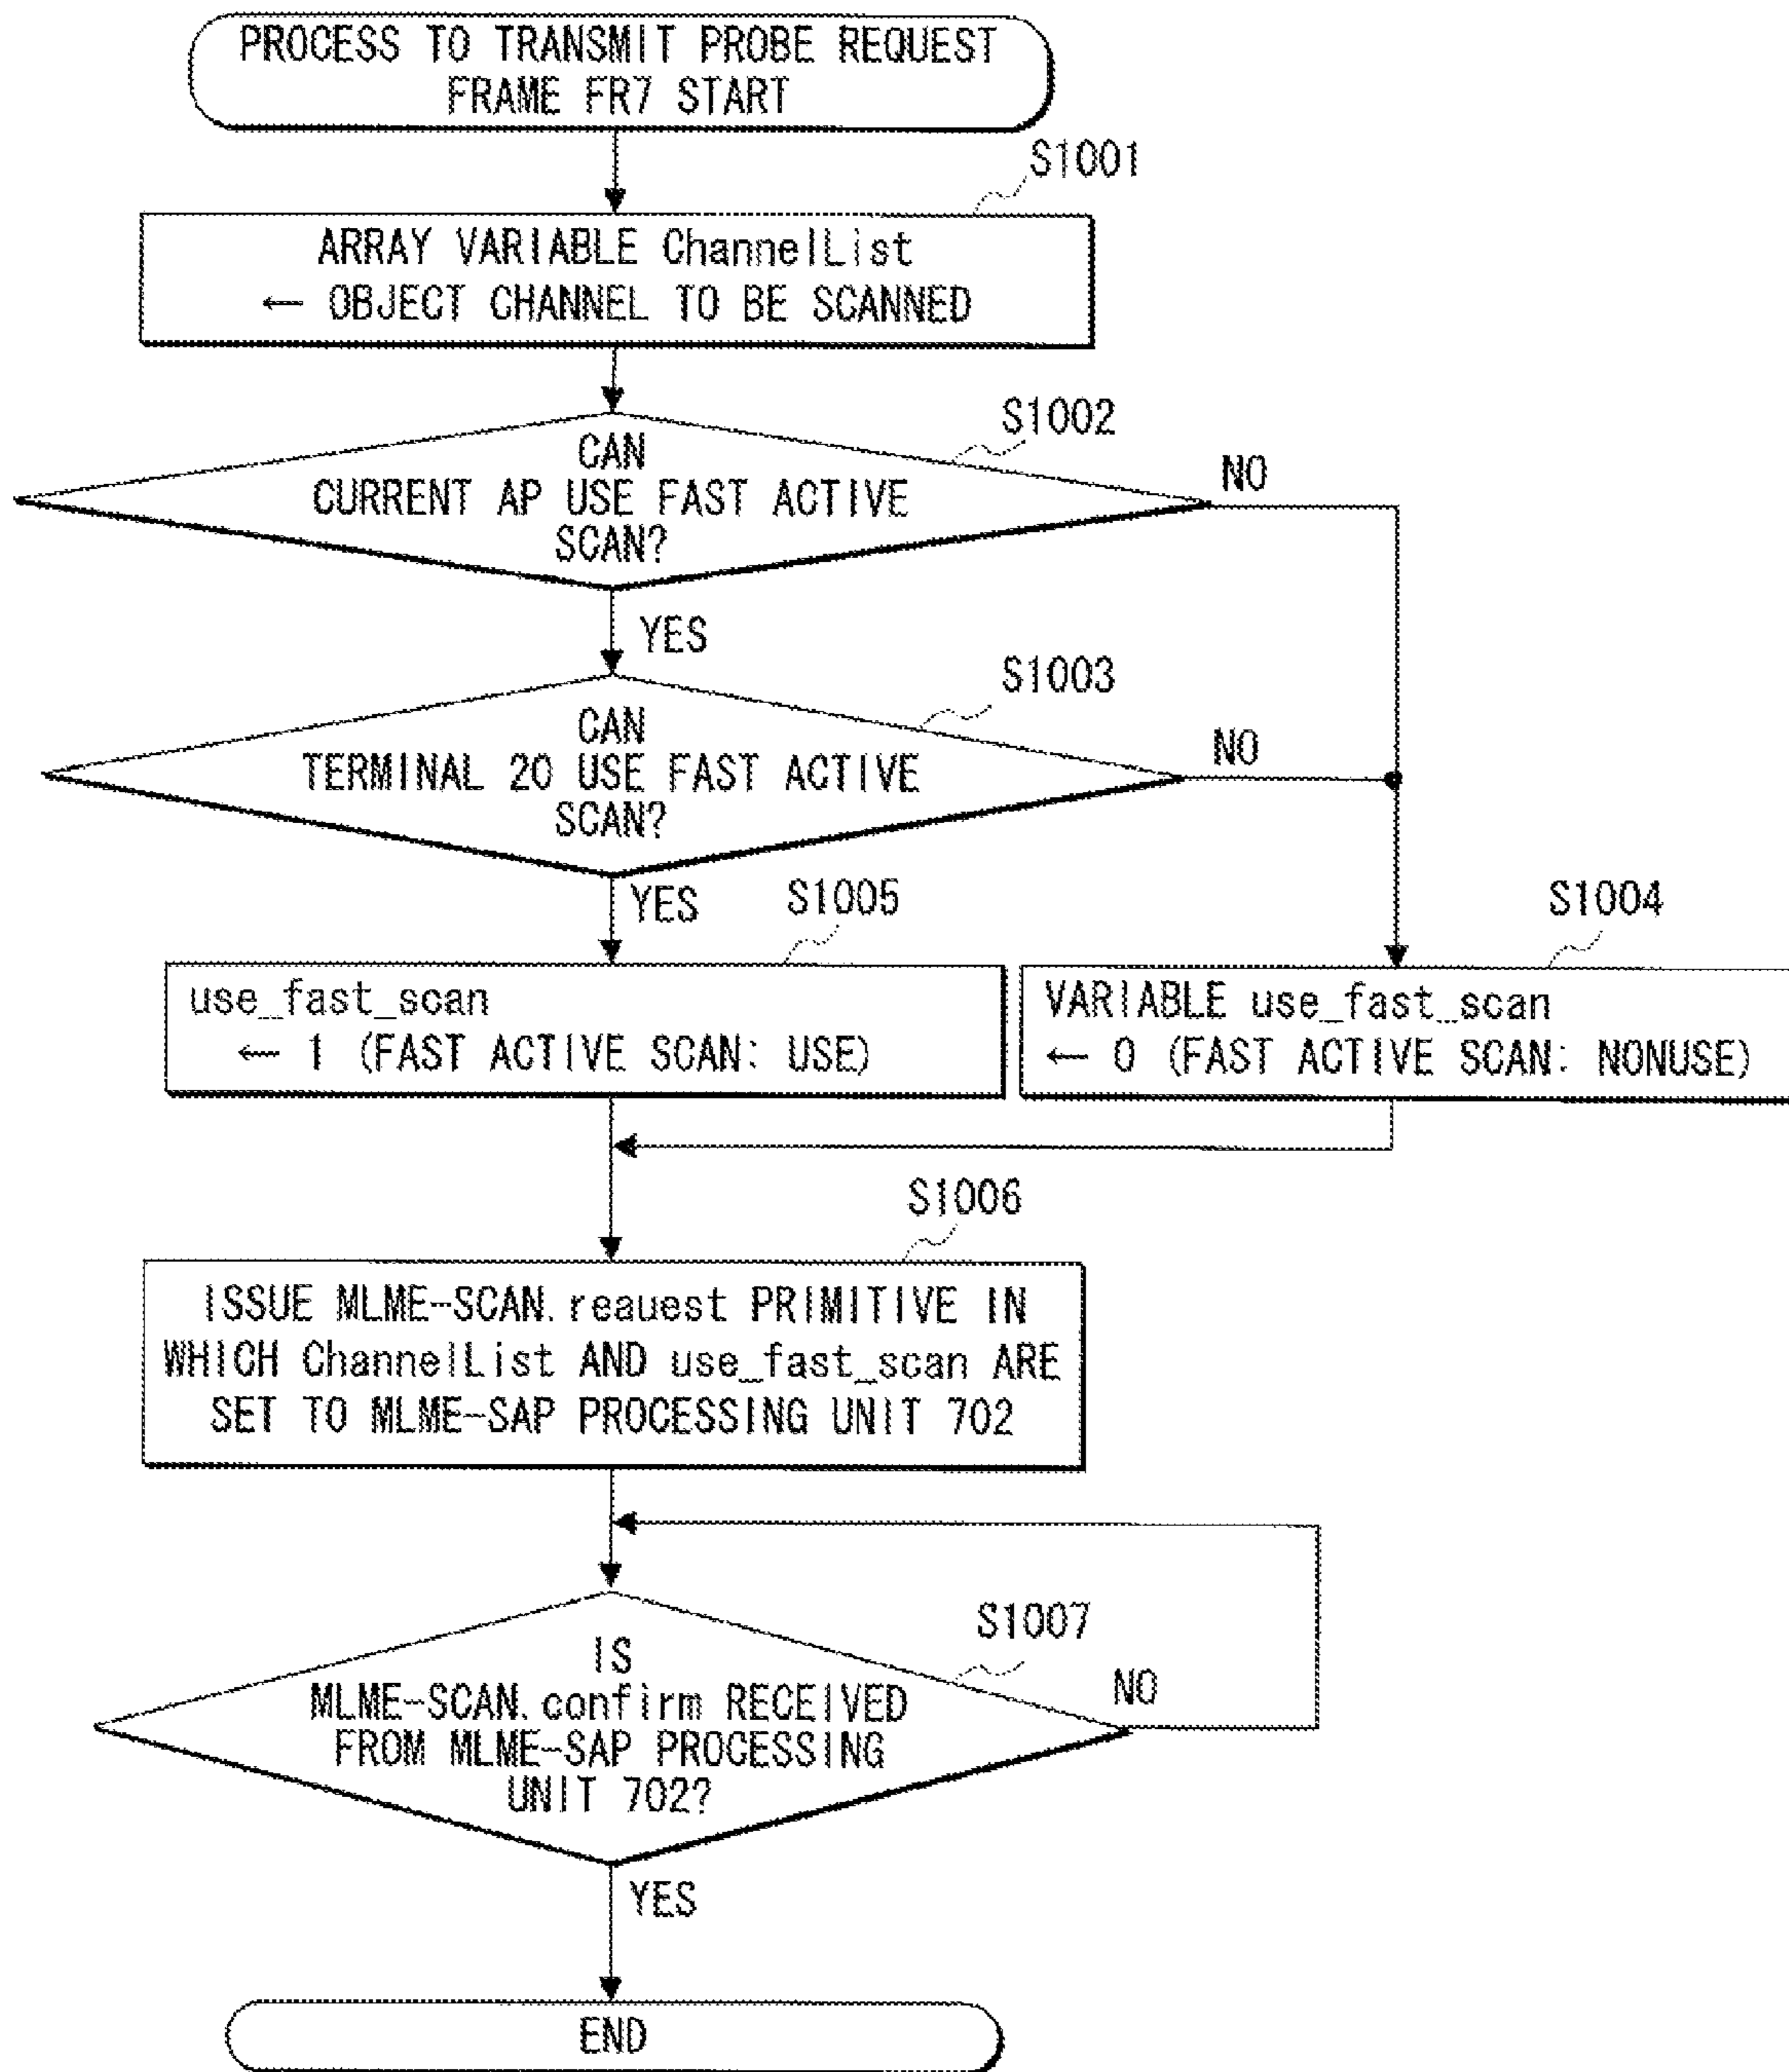 PROCESS TO TRANSMIT PROBE REQUEST
FRAME FR7 START
S1001
ARRAY VARIABLE ChannelList
← OBJECT CHANNEL TO BE SCANNED
S1002
CAN
CURRENT AP USE FAST ACTIVE
SCAN?
NO
YES
S1003
CAN
TERMINAL 20 USE FAST ACTIVE
SCAN?
NO
YES
S1005
use_fast_scan
← 1 (FAST ACTIVE SCAN: USE)
S1004
VARIABLE use_fast_scan
← 0 (FAST ACTIVE SCAN: NONUSE)
S1006
ISSUE MLME-SCAN.reauest PRIMITIVE IN
WHICH ChannelList AND use_fast_scan ARE
SET TO MLME-SAP PROCESSING UNIT 702
S1007
IS
MLME-SCAN.confirm RECEIVED
FROM MLME-SAP PROCESSING
UNIT 702?
NO
YES
END